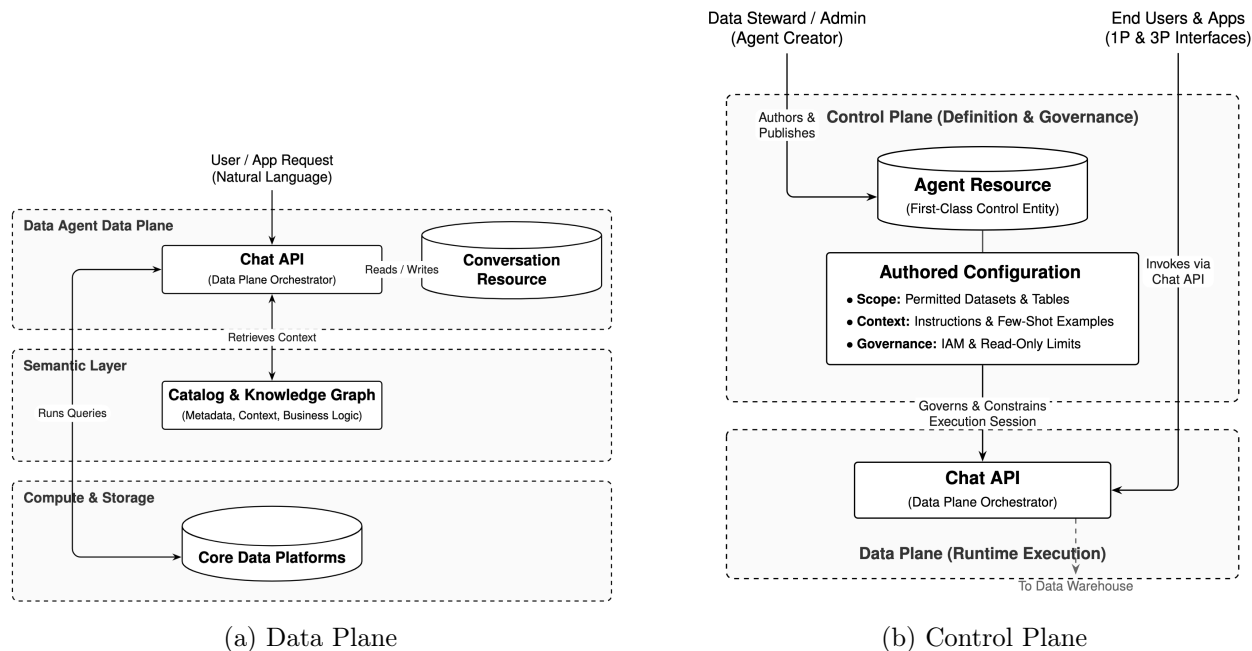 User / App Request
(Natural Language)
Data Agent Data Plane
Chat API
(Data Plane Orchestrator)
Reads / Writes
Conversation
Resource
Retrieves Context
Semantic Layer
Catalog & Knowledge Graph
(Metadata, Context, Business Logic)
Runs Queries
Compute & Storage
Core Data Platforms
(a) Data Plane
Data Steward / Admin
(Agent Creator)
End Users & Apps
(1P & 3P Interfaces)
Authors &
Publishes
Control Plane (Definition & Governance)
Agent Resource
(First-Class Control Entity)
Authored Configuration
• Scope: Permitted Datasets & Tables
• Context: Instructions & Few-Shot Examples
• Governance: IAM & Read-Only Limits
Invokes via
Chat API
Governs & Constrains
Execution Session
Chat API
(Data Plane Orchestrator)
Data Plane (Runtime Execution)
To Data Warehouse
(b) Control Plane